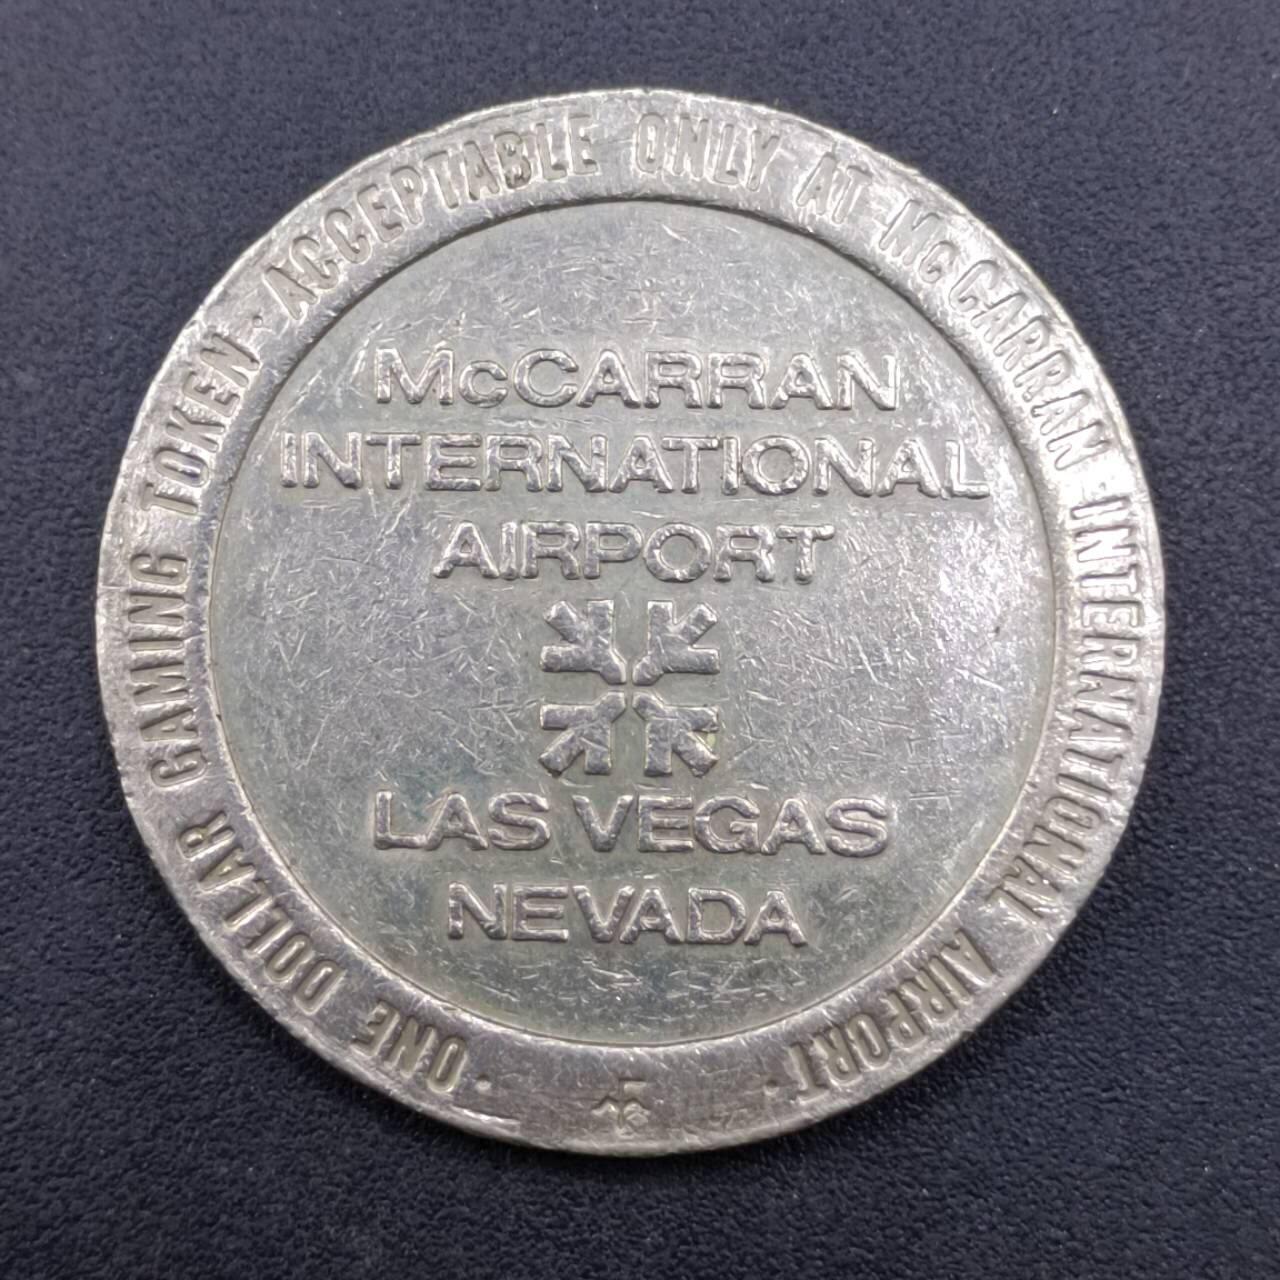 McCARRAN
INTERNATIONAL
AIRPORT
LAS VEGAS
NEVADA
ONE DOLLAR GAMING TOKEN · ACCEPTABLE ONLY AT McCARRAN INTERNATIONAL AIRPORT ·